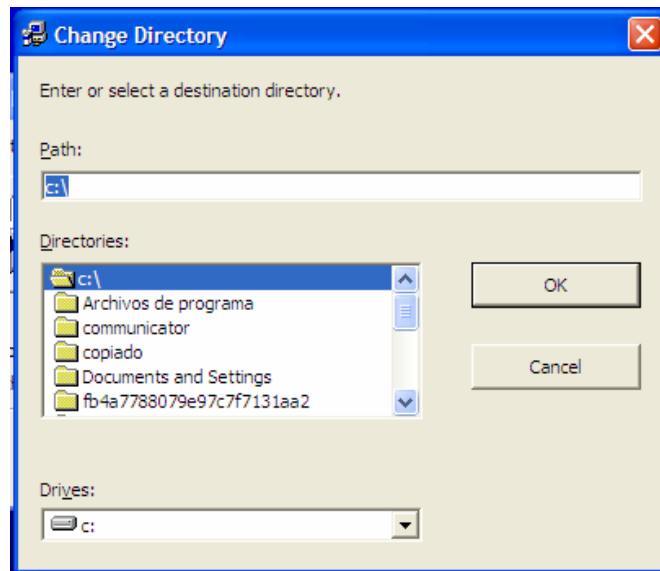 Change Directory
Enter or select a destination directory.
Path:
c:\
Directories:
c:\
Archivos de programa
communicator
copiado
Documents and Settings
fb4a7788079e97c7f7131aa2
OK
Cancel
Drives:
c: